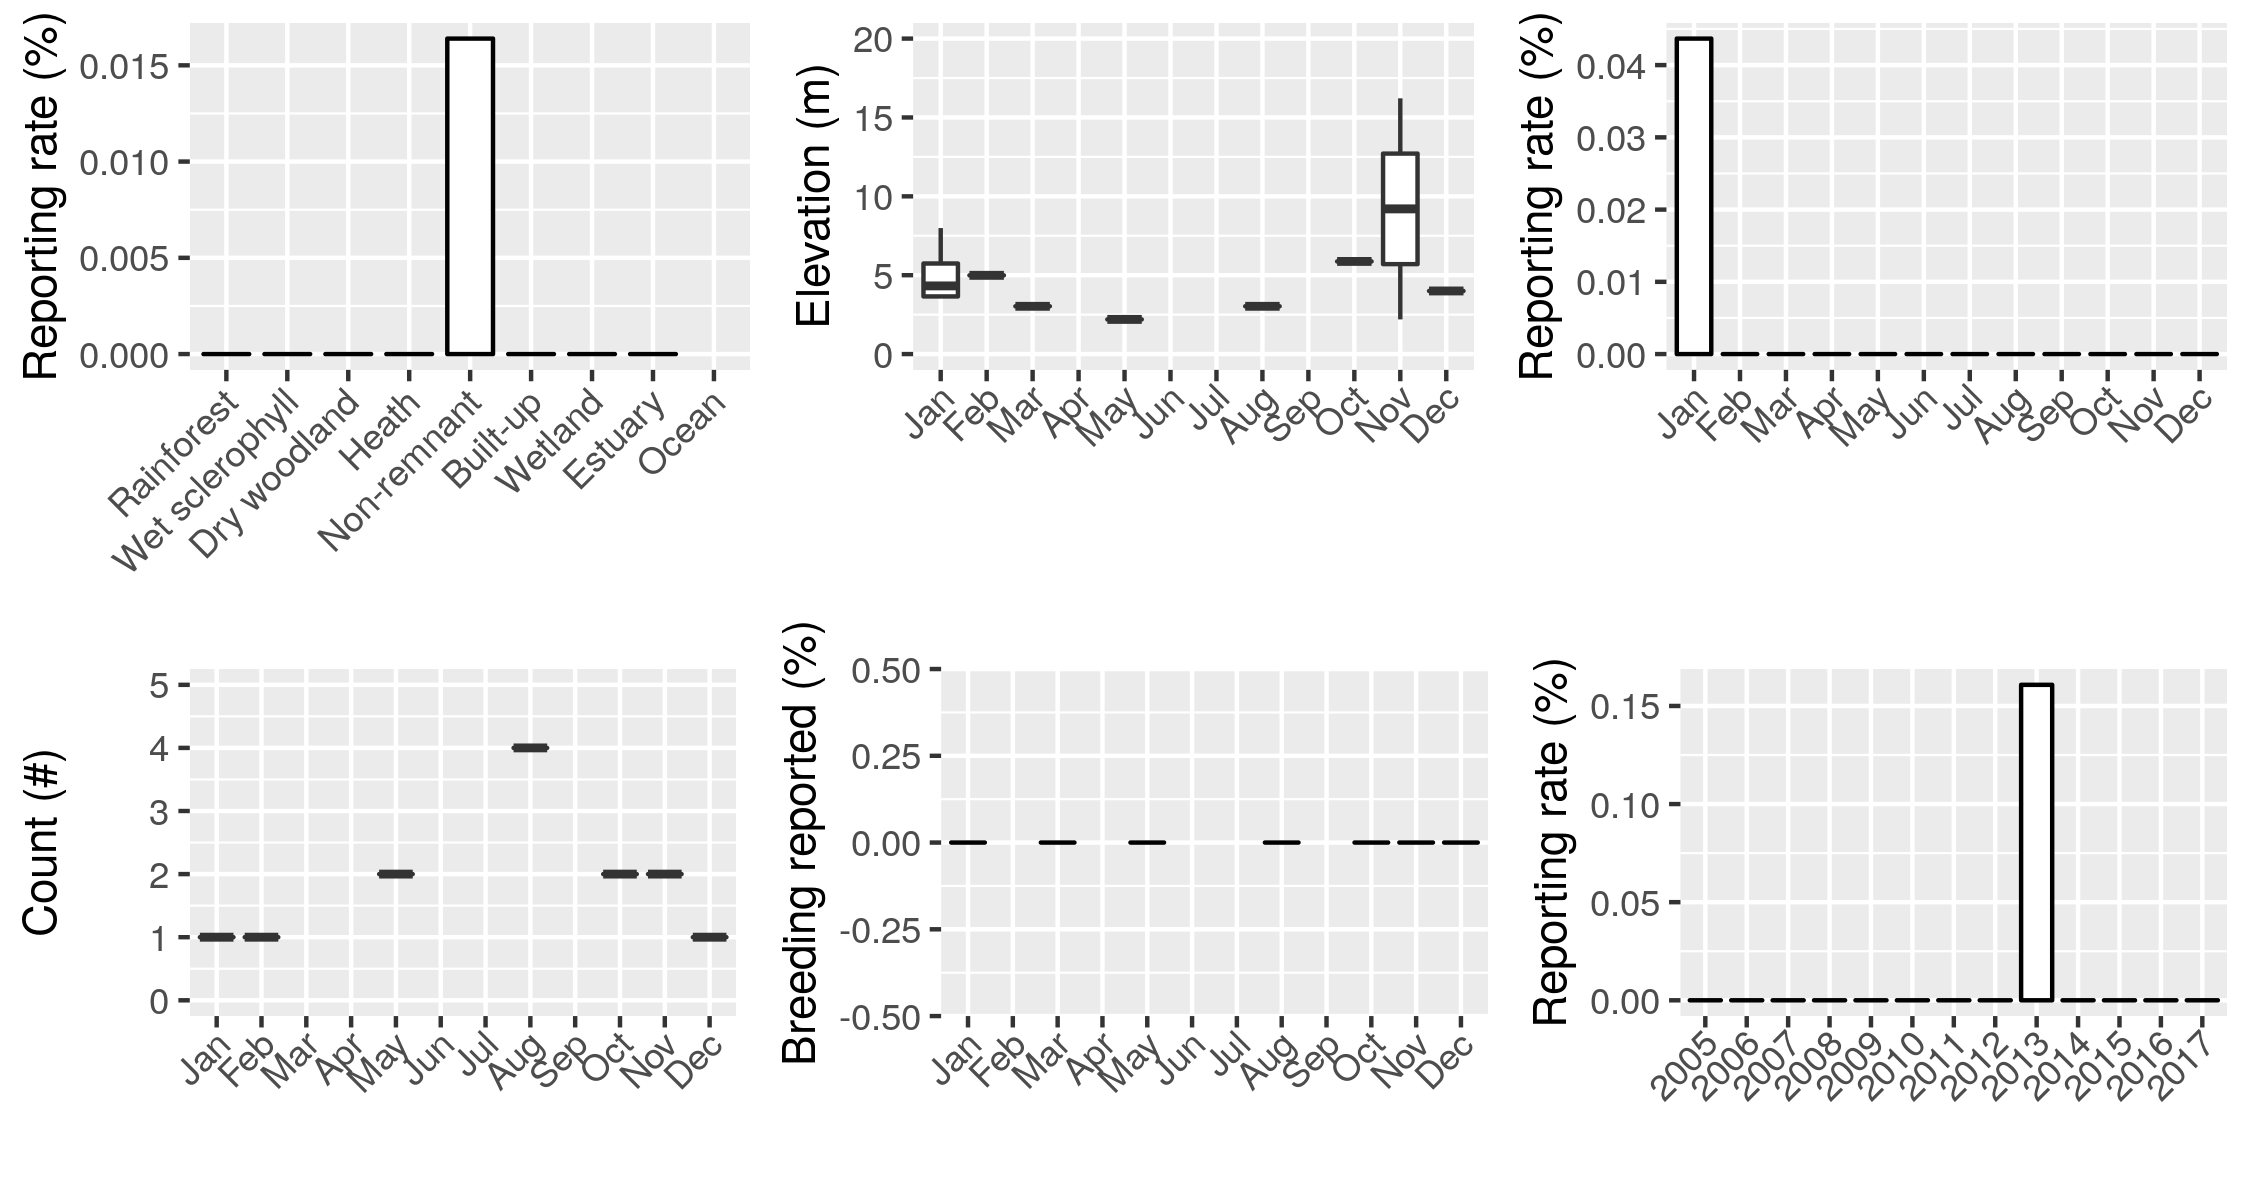 Reporting rate (%)
0.015
0.010
0.005
0.000
Rainforest
Wet sclerophyll
Dry woodland
Heath
Non-remnant
Built-up
Wetland
Estuary
Ocean
Elevation (m)
20
15
10
5
0
Jan
Feb
Mar
Apr
May
Jun
Jul
Aug
Sep
Oct
Nov
Dec
Reporting rate (%)
0.04
0.03
0.02
0.01
0.00
Jan
Feb
Mar
Apr
May
Jun
Jul
Aug
Sep
Oct
Nov
Dec
Count (#)
5
4
3
2
1
0
Jan
Feb
Mar
Apr
May
Jun
Jul
Aug
Sep
Oct
Nov
Dec
Breeding reported (%)
0.50
0.25
0.00
-0.25
-0.50
Jan
Feb
Mar
Apr
May
Jun
Jul
Aug
Sep
Oct
Nov
Dec
Reporting rate (%)
0.15
0.10
0.05
0.00
2005
2006
2007
2008
2009
2010
2011
2012
2013
2014
2015
2016
2017